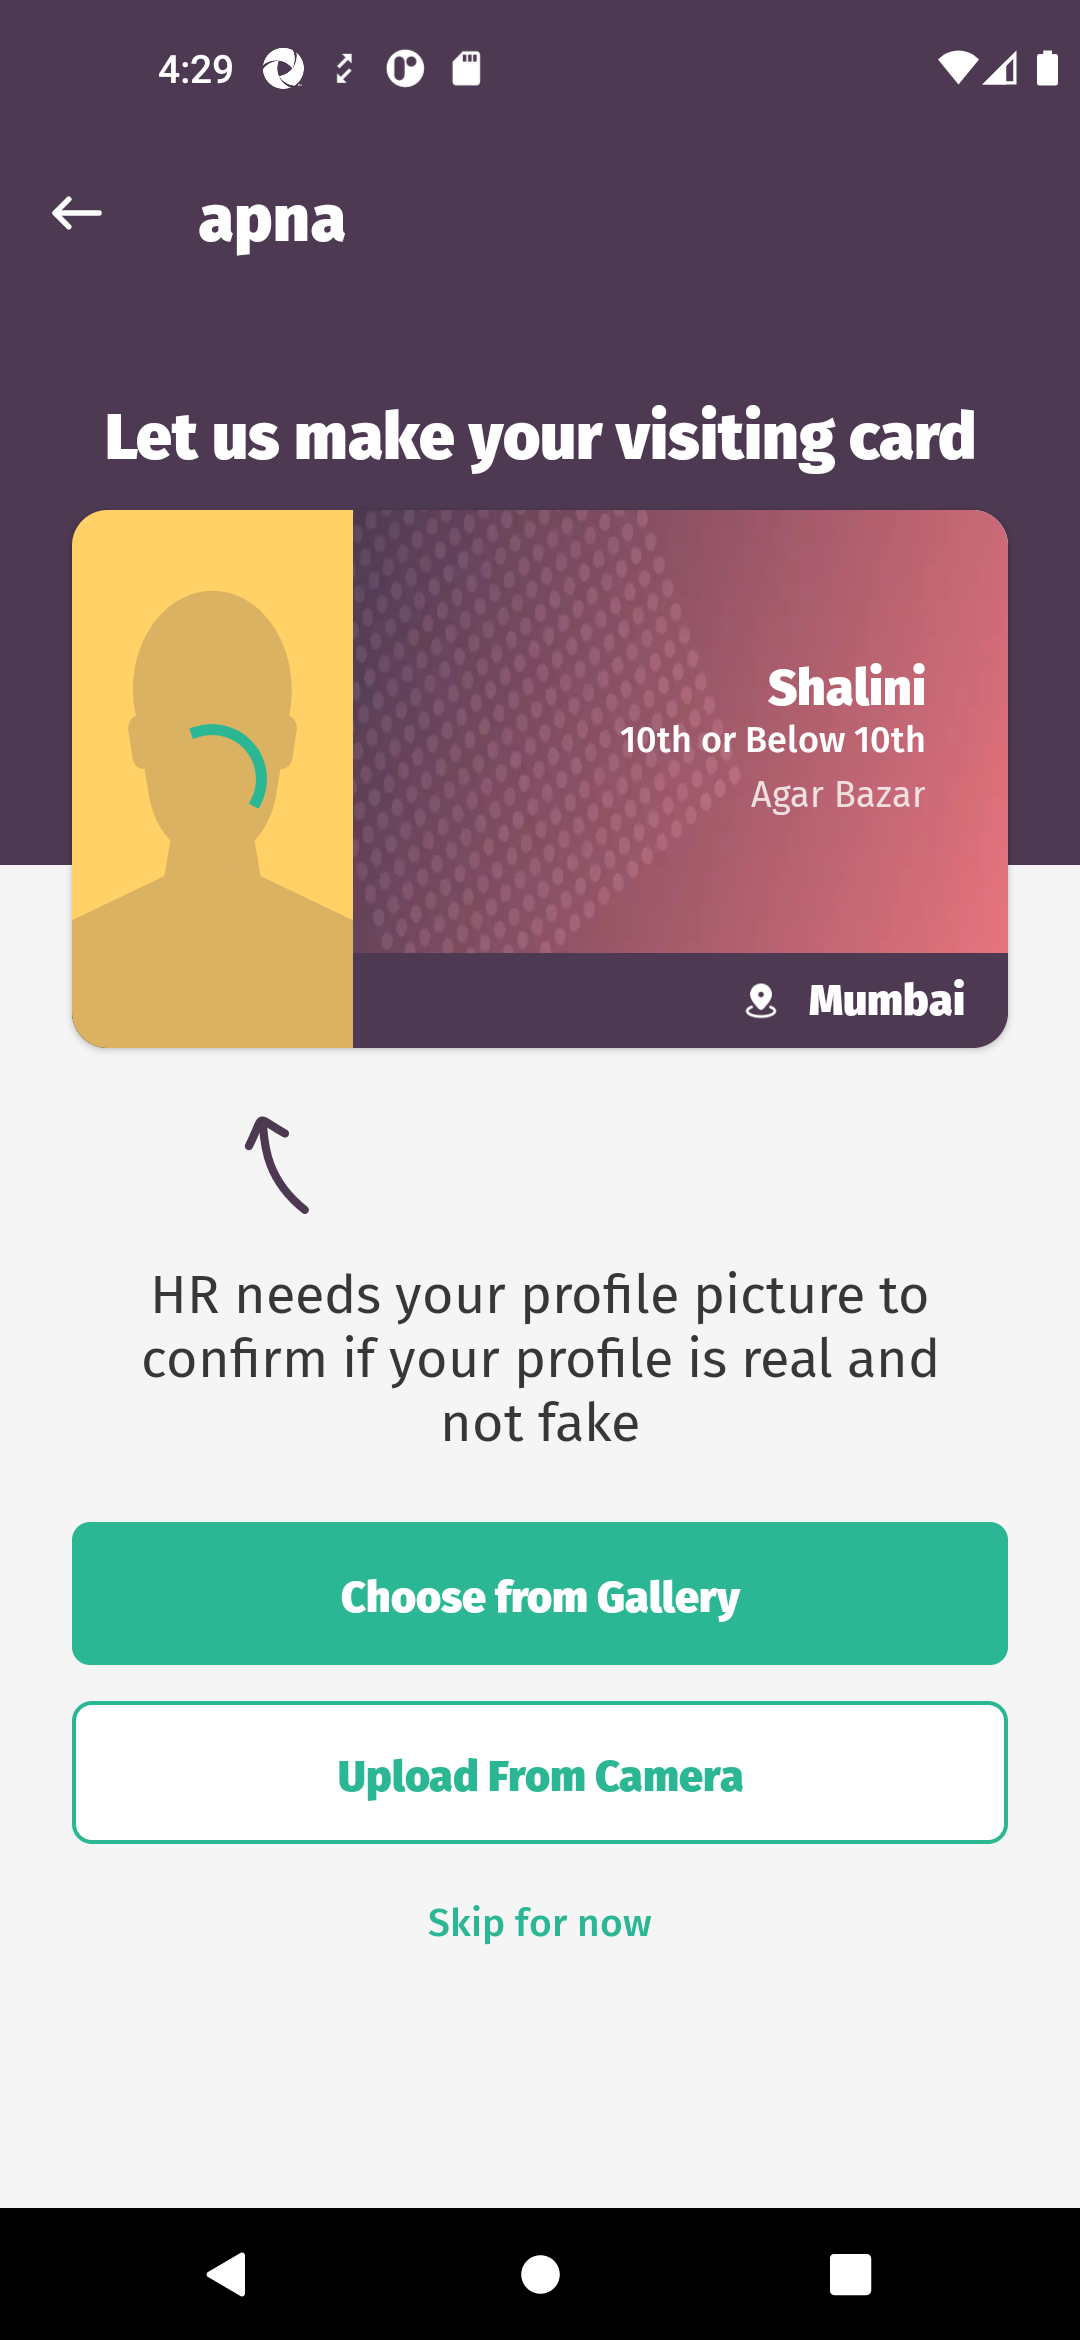 4:29
apna
Let us make your visiting card
Shalini
10th or Below 10th
Agar Bazar
Mumbai
HR needs your profile picture to
confirm if your profile is real and
not fake
Choose from Gallery
Upload From Camera
Skip for now